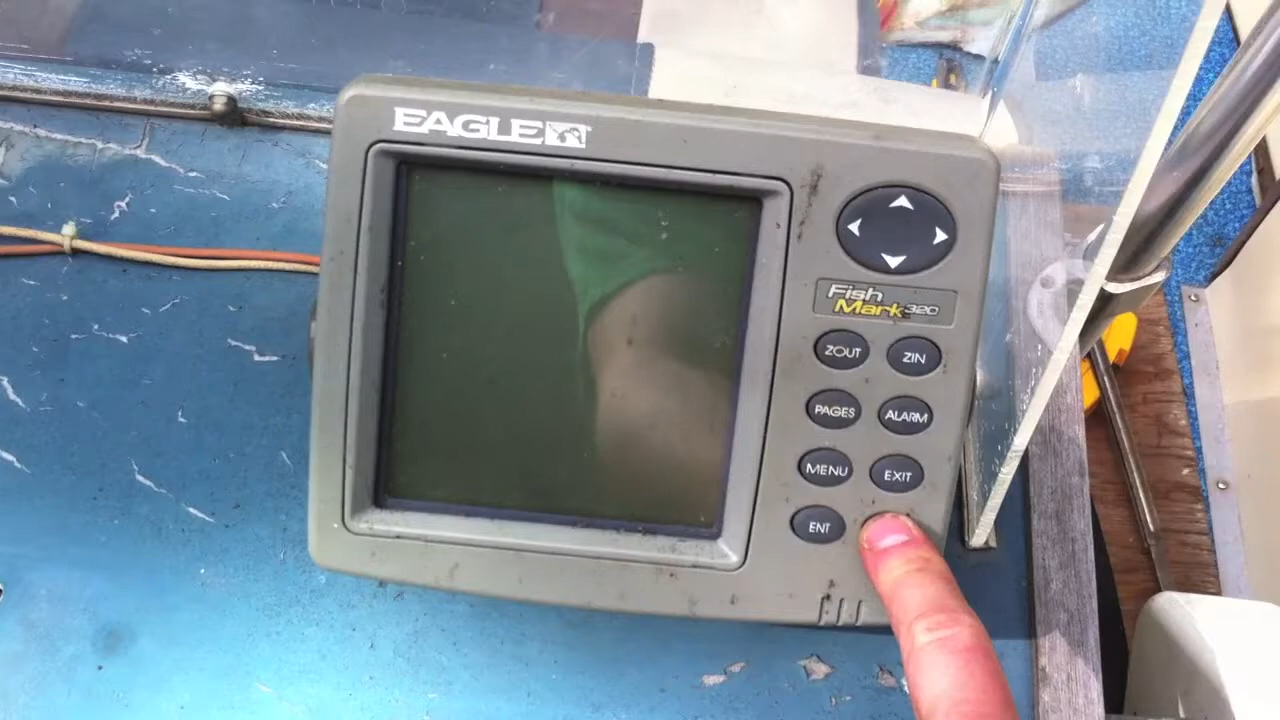 EAGLE
Fish
Mark 320
ZOUT ZIN
PAGES ALARM
MENU EXIT
ENT